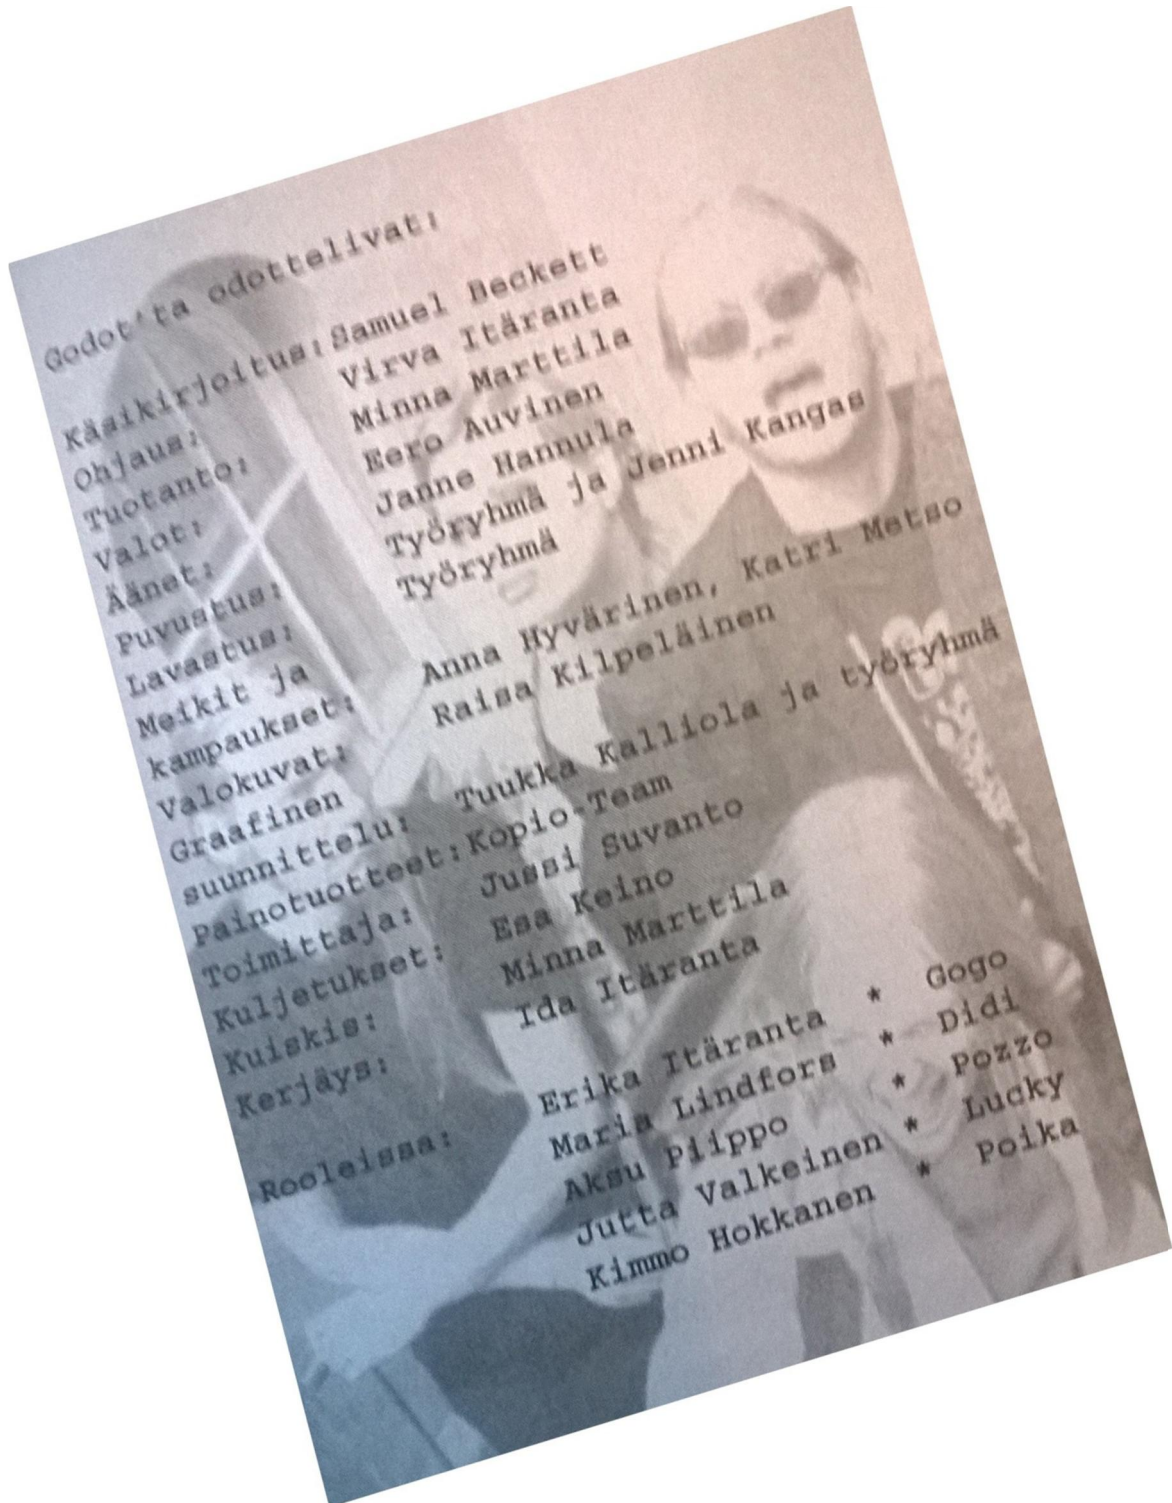 Godot'ta odottelivat:
Käsikirjoitus: Samuel Beckett
Ohjaus: Virva Itäranta
Tuotanto: Minna Marttila
Valot: Eero Auvinen
Äänet: Janne Hannula
Puvustus: Työryhmä ja Jenni Kangas
Lavastus: Työryhmä
Meikit ja
kampaukset: Anna Hyvärinen, Katri Metso
Valokuvat: Raisa Kilpeläinen
Graafinen
suunnittelu: Tuukka Kalliola ja työryhmä
Painotuotteet: Kopio-Team
Toimittaja: Jussi Suvanto
Kuljetukset: Esa Keino
Kuiskis: Minna Marttila
Kerjäys: Ida Itäranta
Rooleissa: Erika Itäranta * Gogo
Maria Lindfors * Didi
Aksu Piippo * Pozzo
Jutta Valkeinen * Lucky
Kimmo Hokkanen * Poika